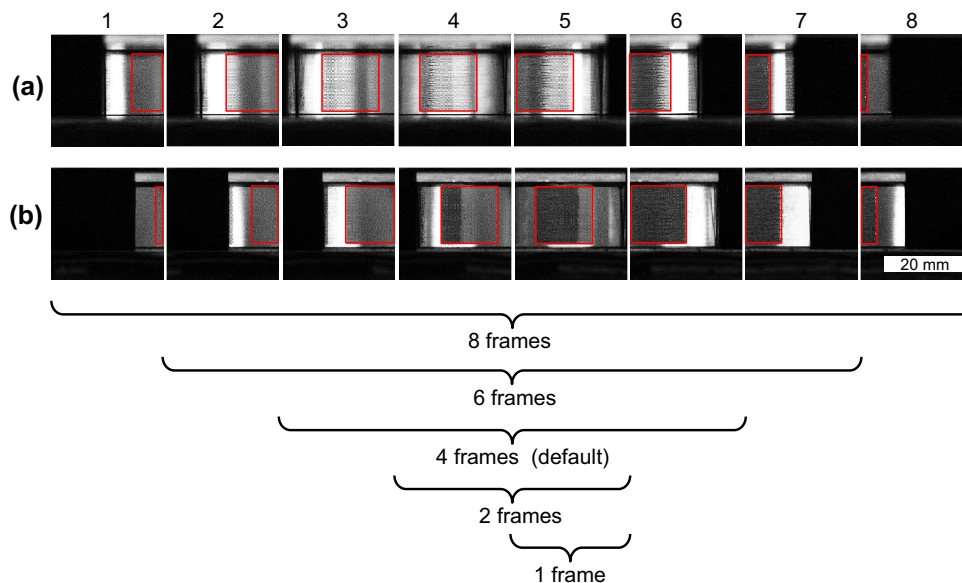 1 2 3 4 5 6 7 8
(a)
(b)
20 mm
8 frames
6 frames
4 frames (default)
2 frames
1 frame